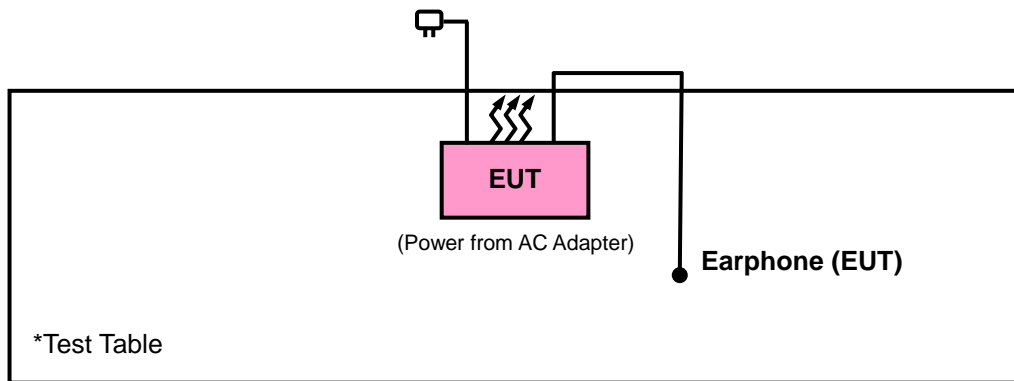 EUT
(Power from AC Adapter)
Earphone (EUT)
*Test Table